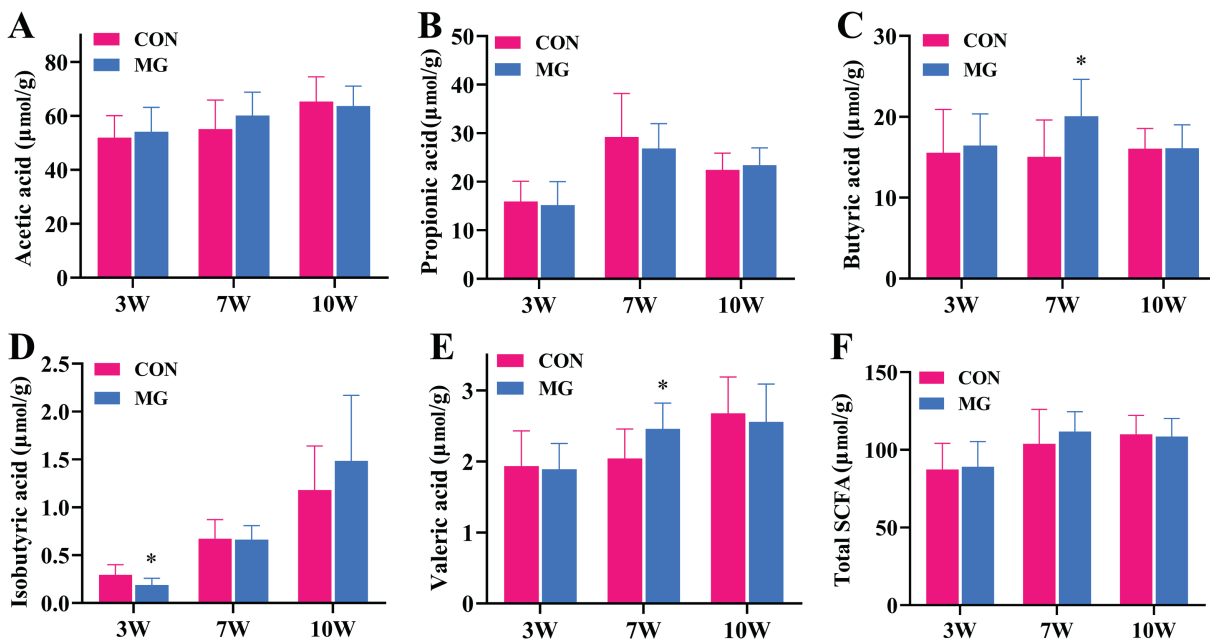 A
CON
MG
Acetic acid (µmol/g)
80
60
40
20
0
3W 7W 10W
B
CON
MG
Propionic acid(µmol/g)
50
40
30
20
10
0
3W 7W 10W
C
CON
MG
*
Butyric acid (µmol/g)
30
20
10
0
3W 7W 10W
D
CON
MG
*
Isobutyric acid (µmol/g)
2.5
2.0
1.5
1.0
0.5
0.0
3W 7W 10W
E
CON
MG
*
Valeric acid (µmol/g)
3
2
1
0
3W 7W 10W
F
CON
MG
Total SCFA(µmol/g)
150
100
50
0
3W 7W 10W